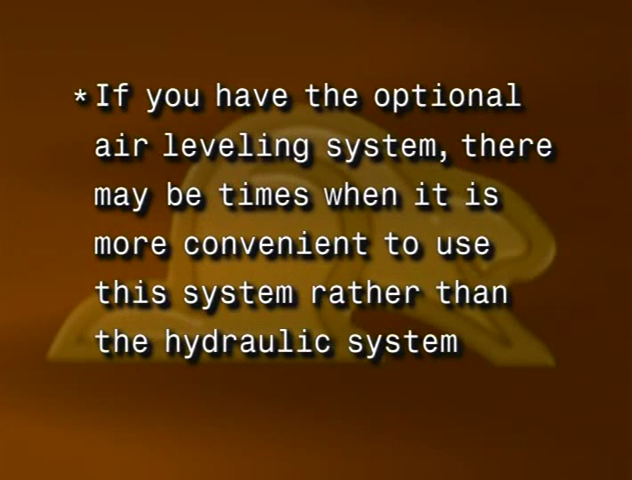 *If you have the optional
air leveling system, there
may be times when it is
more convenient to use
this system rather than
the hydraulic system